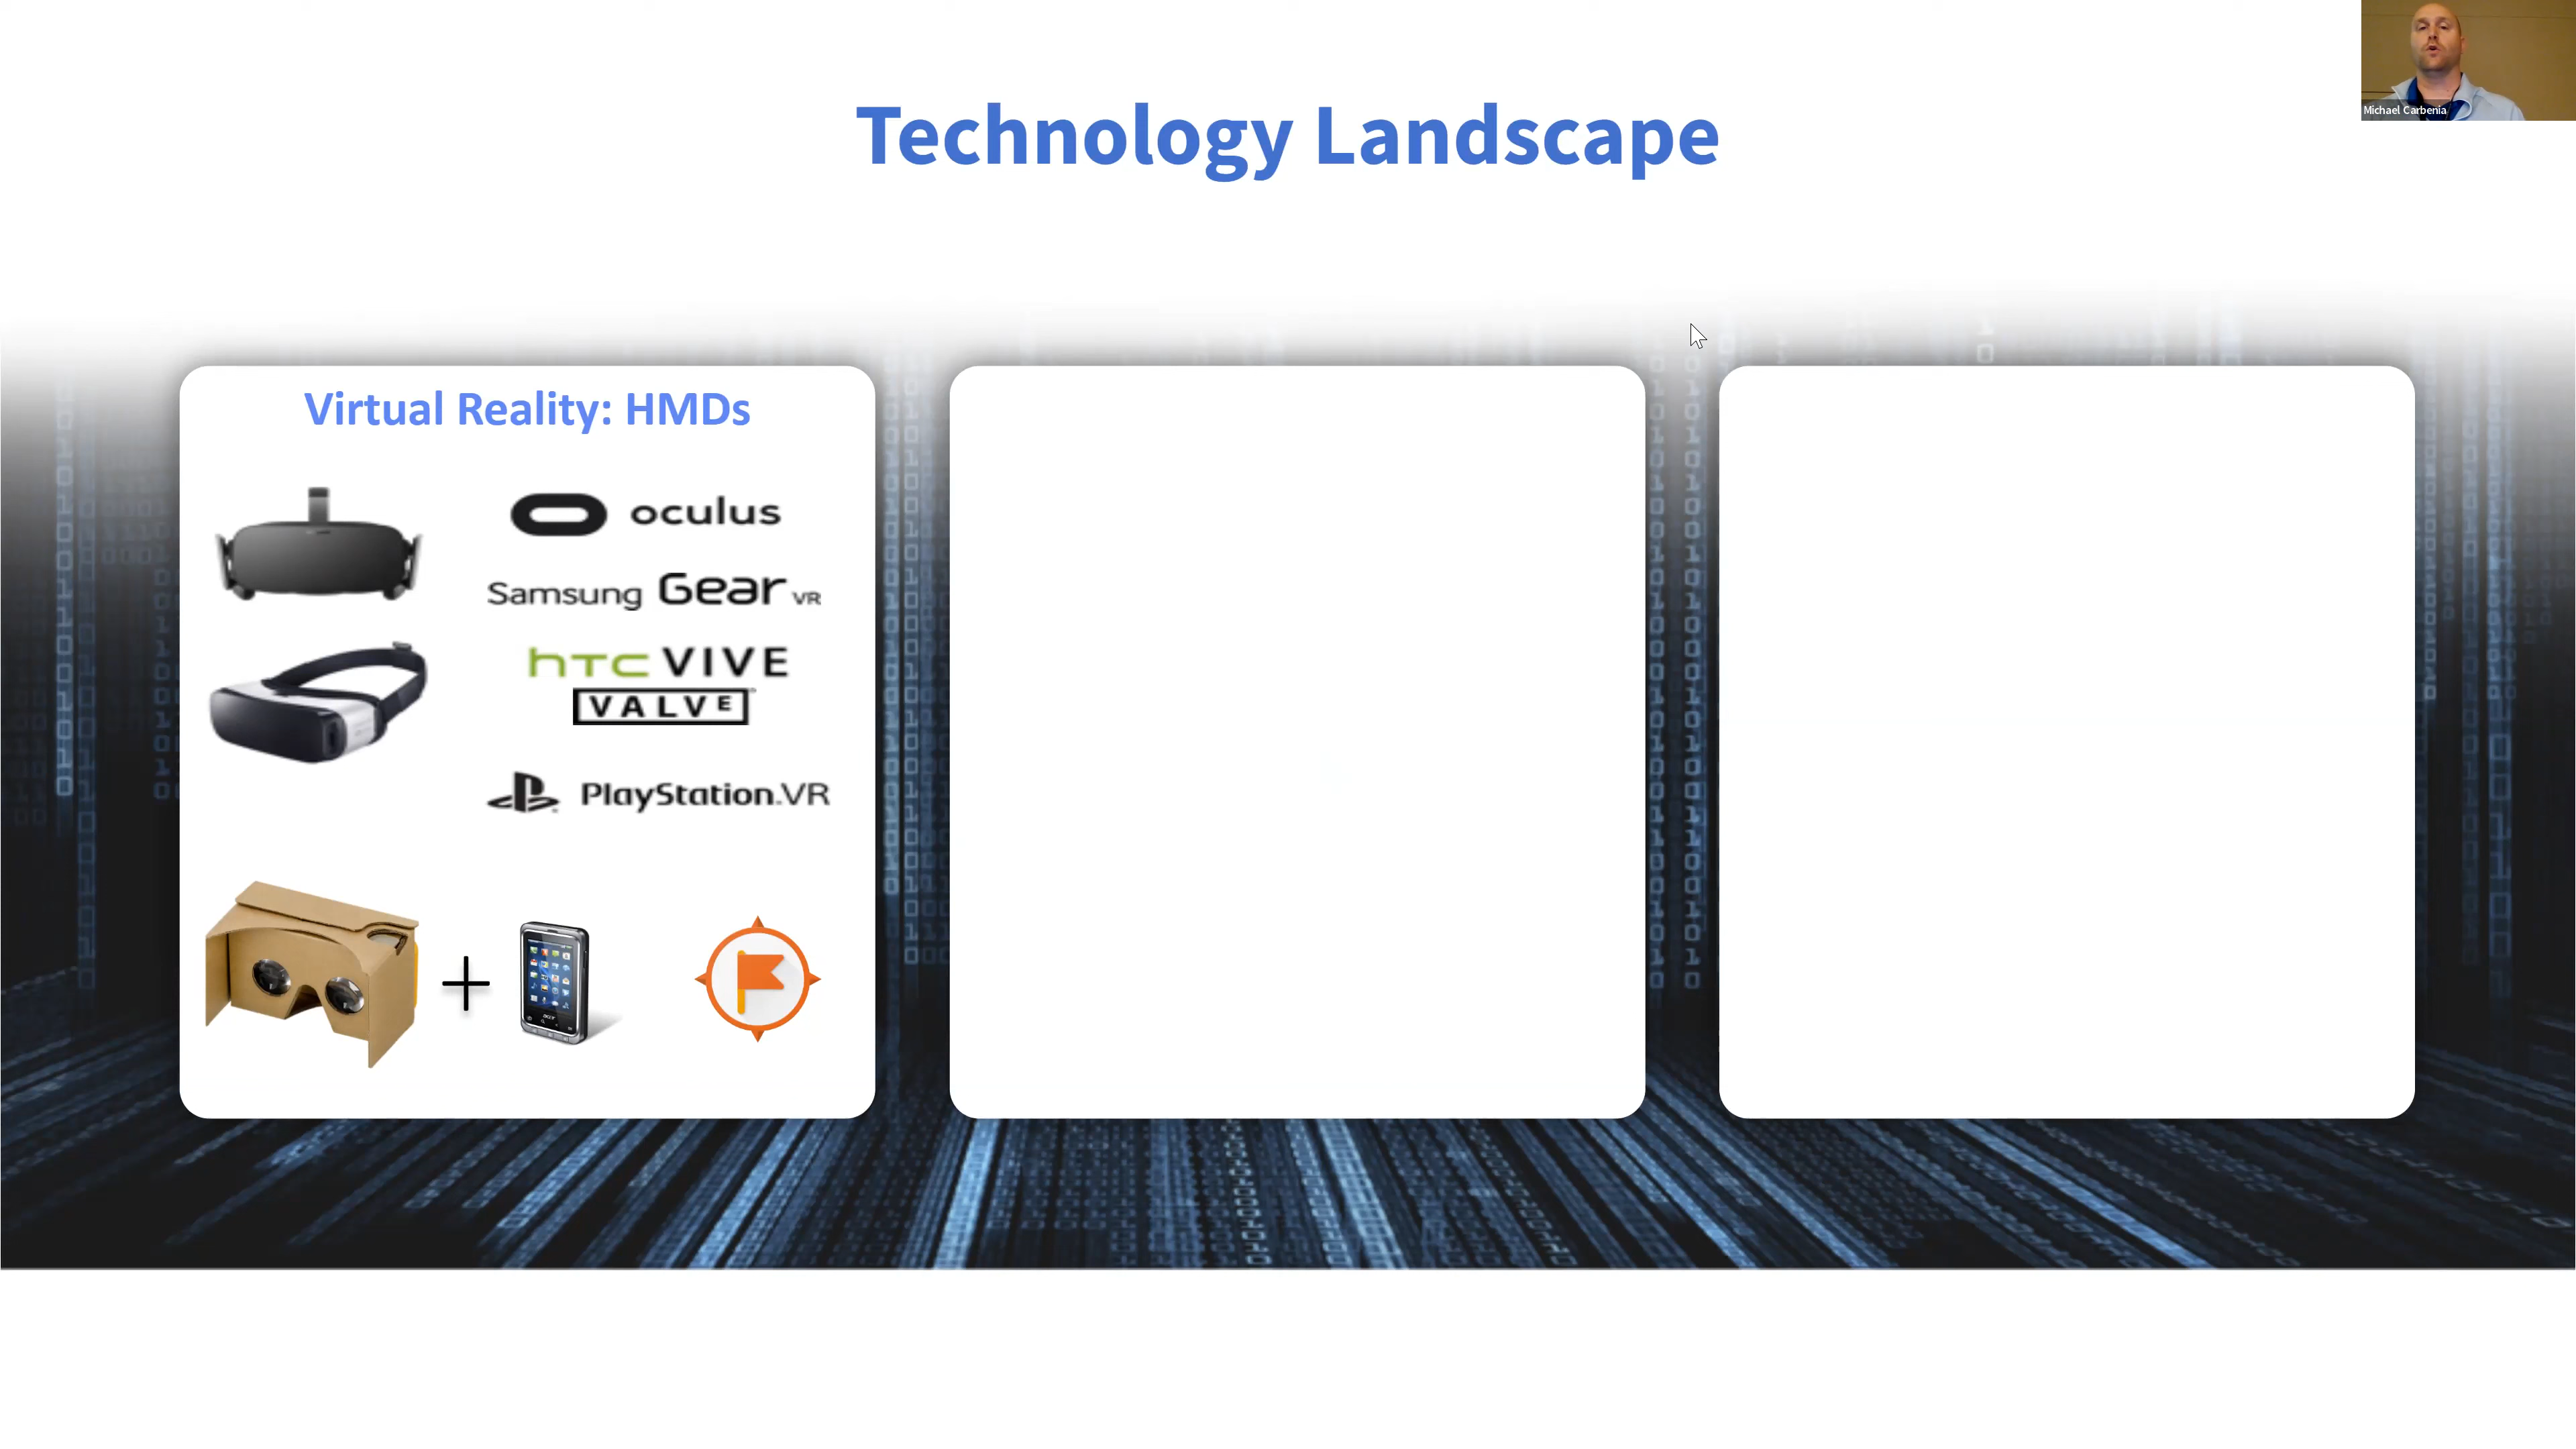 Michael Carbenia
Technology Landscape
Virtual Reality: HMDs
oculus
Samsung Gear VR
hTC VIVE
VALVE
PlayStation.VR